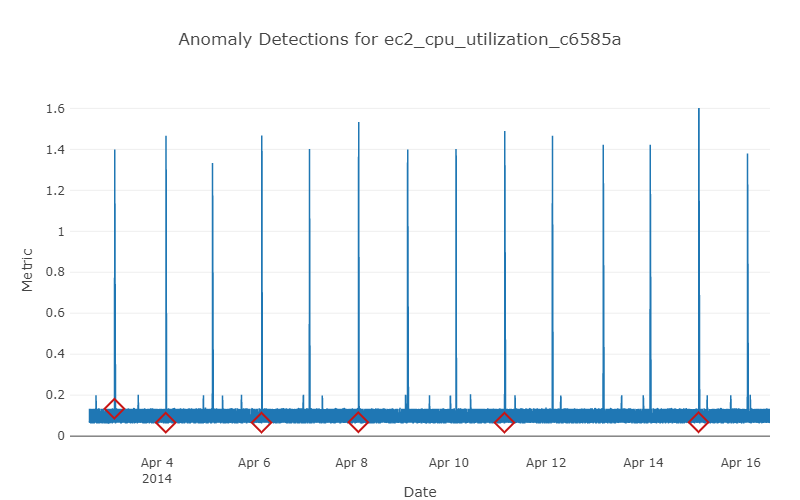 Anomaly Detections for ec2_cpu_utilization_c6585a
1.6
1.4
1.2
1
0.8
0.6
0.4
0.2
0
Metric
Apr 4
2014
Apr 6
Apr 8
Apr 10
Apr 12
Apr 14
Apr 16
Date